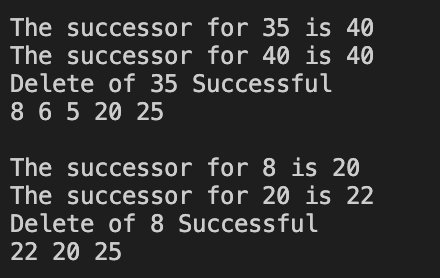 The successor for 35 is 40
The successor for 40 is 40
Delete of 35 Successful
8 6 5 20 25
The successor for 8 is 20
The successor for 20 is 22
Delete of 8 Successful
22 20 25